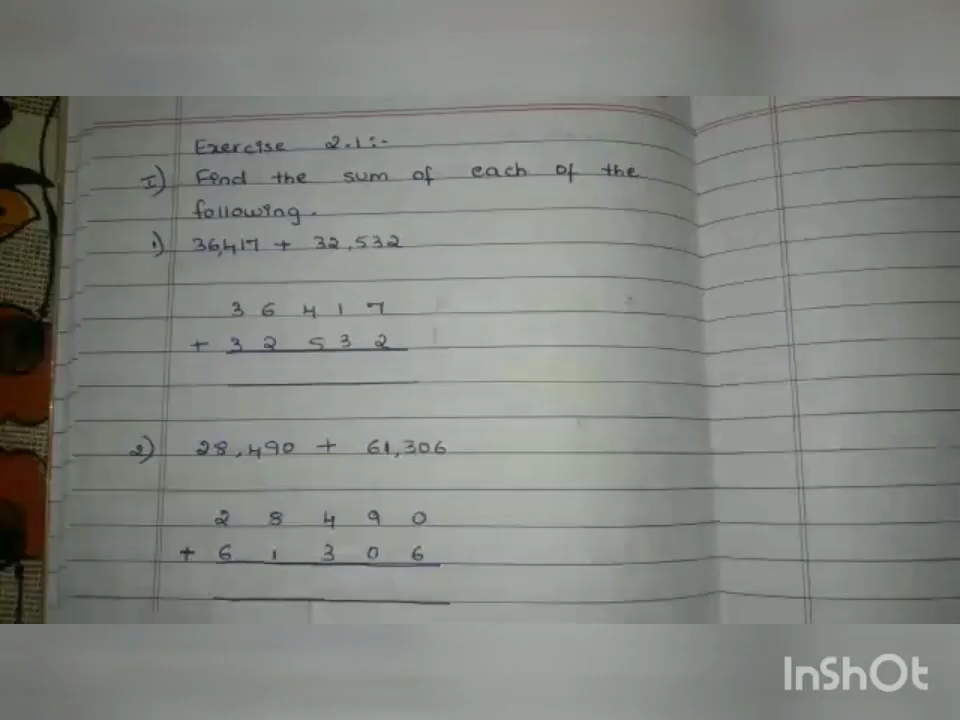 Exercise 2.1:-
I) Find the sum of each of the
following.
1) 36,417 + 32,532
3 6 4 1 7
+ 3 2 5 3 2
2) 28,490 + 61,306
2 8 4 9 0
+ 6 1 3 0 6
InShOt